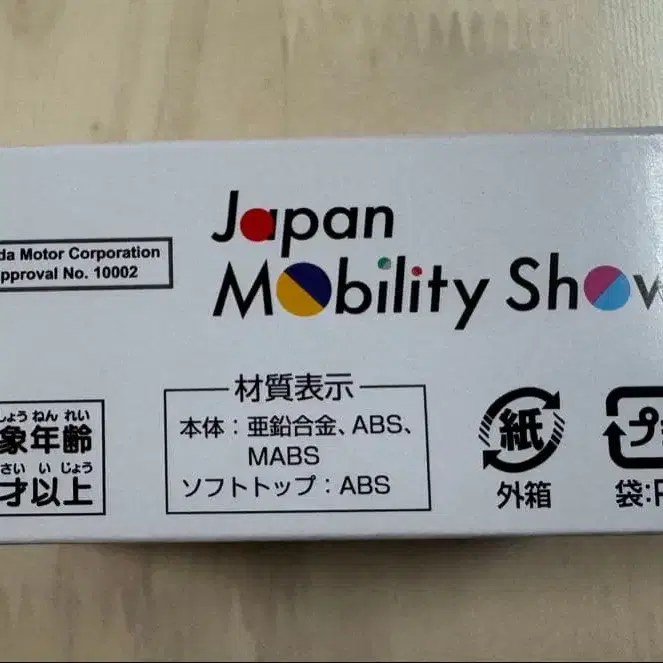 Japan
Mobility Show
da Motor Corporation
pproval No. 10002
しょう ねん れい
象年齢
さい い じょう
才以上
材質表示
本体：亜鉛合金、ABS、
MABS
ソフトトップ：ABS
紙
外箱
プ
袋:P